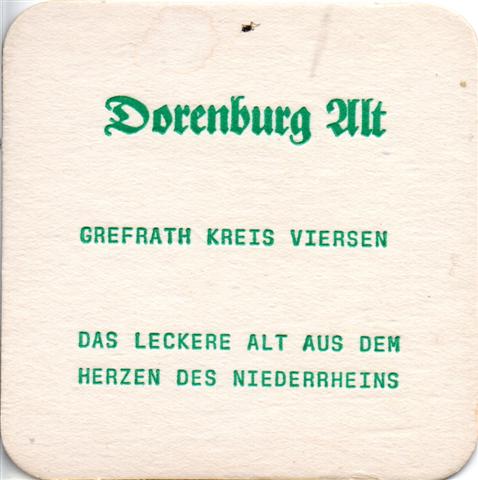 Dorenburg Alt
GREFRATH KREIS VIERSEN
DAS LECKERE ALT AUS DEM
HERZEN DES NIEDERRHEINS